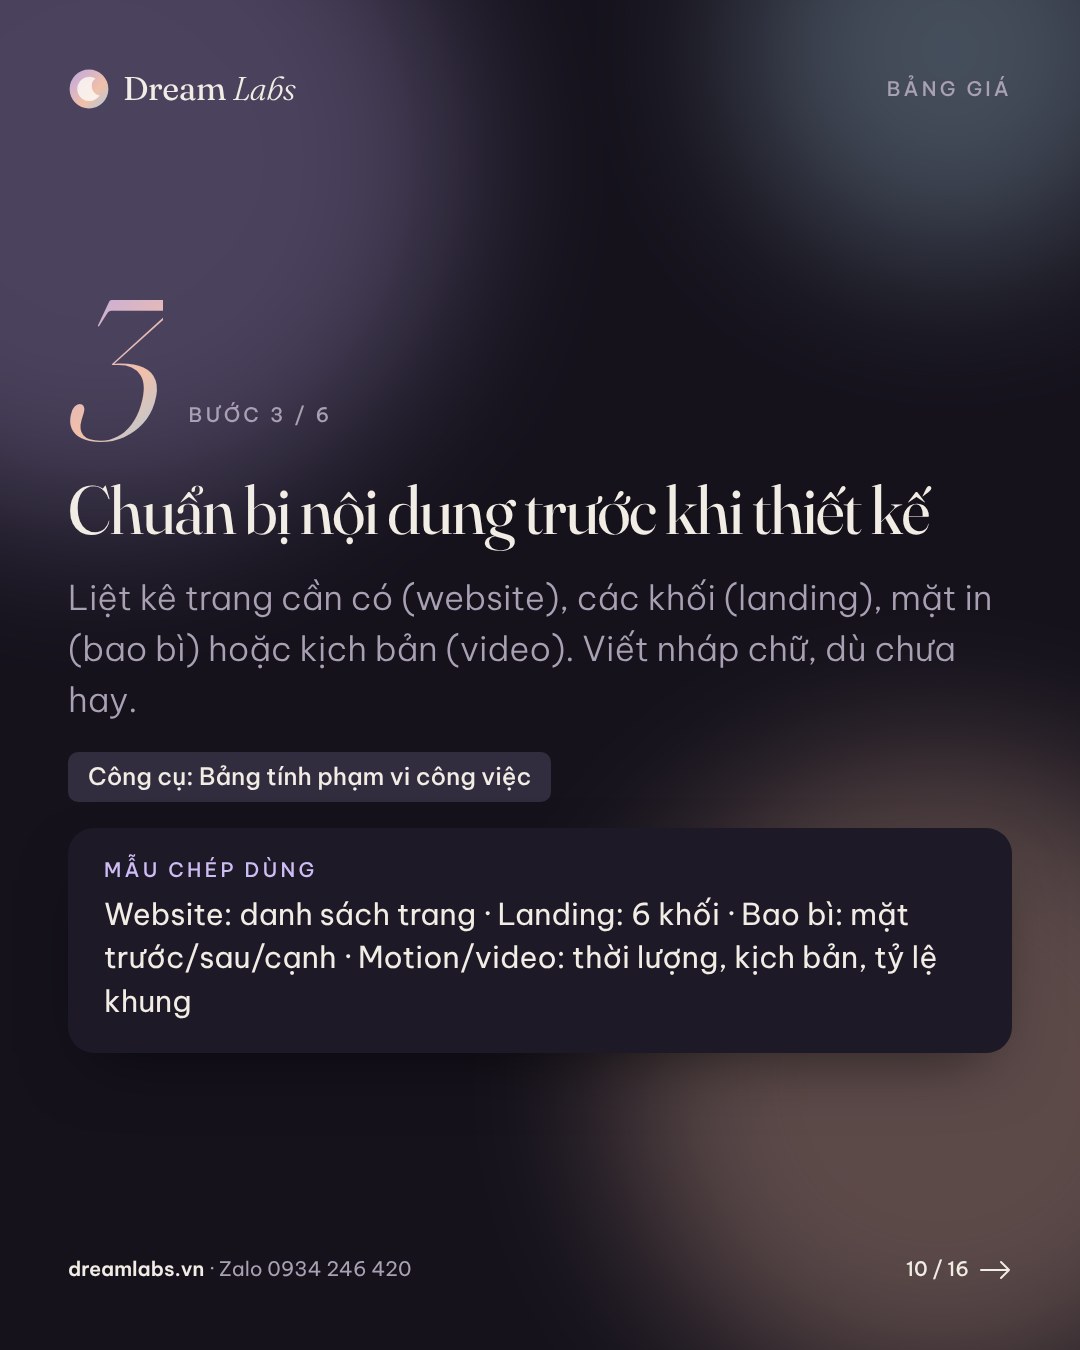 Dream Labs
BẢNG GIÁ
3
BƯỚC 3 / 6
Chuẩn bị nội dung trước khi thiết kế
Liệt kê trang cần có (website), các khối (landing), mặt in
(bao bì) hoặc kịch bản (video). Viết nháp chữ, dù chưa
hay.
Công cụ: Bảng tính phạm vi công việc
MẪU CHÉP DÙNG
Website: danh sách trang · Landing: 6 khối · Bao bì: mặt
trước/sau/cạnh · Motion/video: thời lượng, kịch bản, tỷ lệ
khung
dreamlabs.vn · Zalo 0934 246 420
10 / 16 →